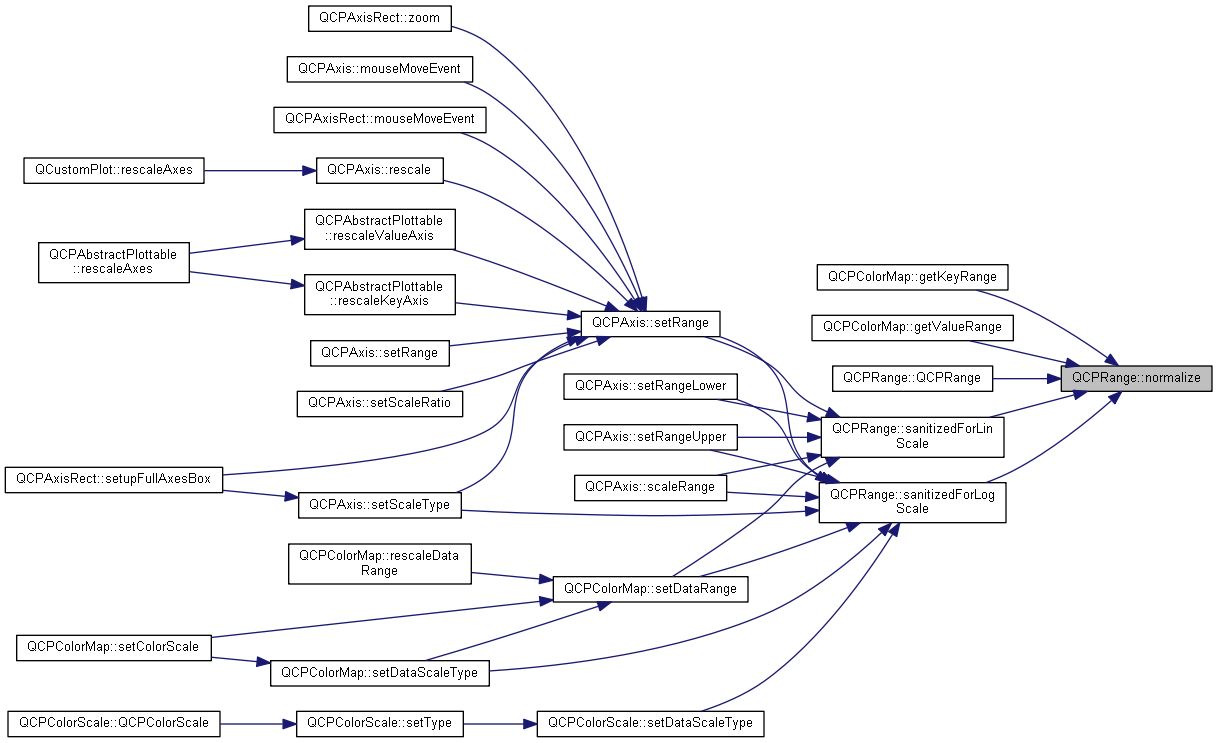 QCPAxisRect::zoom
QCPAxis::mouseMoveEvent
QCPAxisRect::mouseMoveEvent
QCustomPlot::rescaleAxes
QCPAxis::rescale
QCPAbstractPlottable
::rescaleValueAxis
QCPAbstractPlottable
::rescaleAxes
QCPAbstractPlottable
::rescaleKeyAxis
QCPColorMap::getKeyRange
QCPAxis::setRange
QCPColorMap::getValueRange
QCPAxis::setRange
QCPRange::QCPRange
QCPRange::normalize
QCPAxis::setRangeLower
QCPAxis::setScaleRatio
QCPRange::sanitizedForLin
Scale
QCPAxis::setRangeUpper
QCPAxisRect::setupFullAxesBox
QCPAxis::scaleRange
QCPAxis::setScaleType
QCPRange::sanitizedForLog
Scale
QCPColorMap::rescaleData
Range
QCPColorMap::setDataRange
QCPColorMap::setColorScale
QCPColorMap::setDataScaleType
QCPColorScale::QCPColorScale
QCPColorScale::setType
QCPColorScale::setDataScaleType